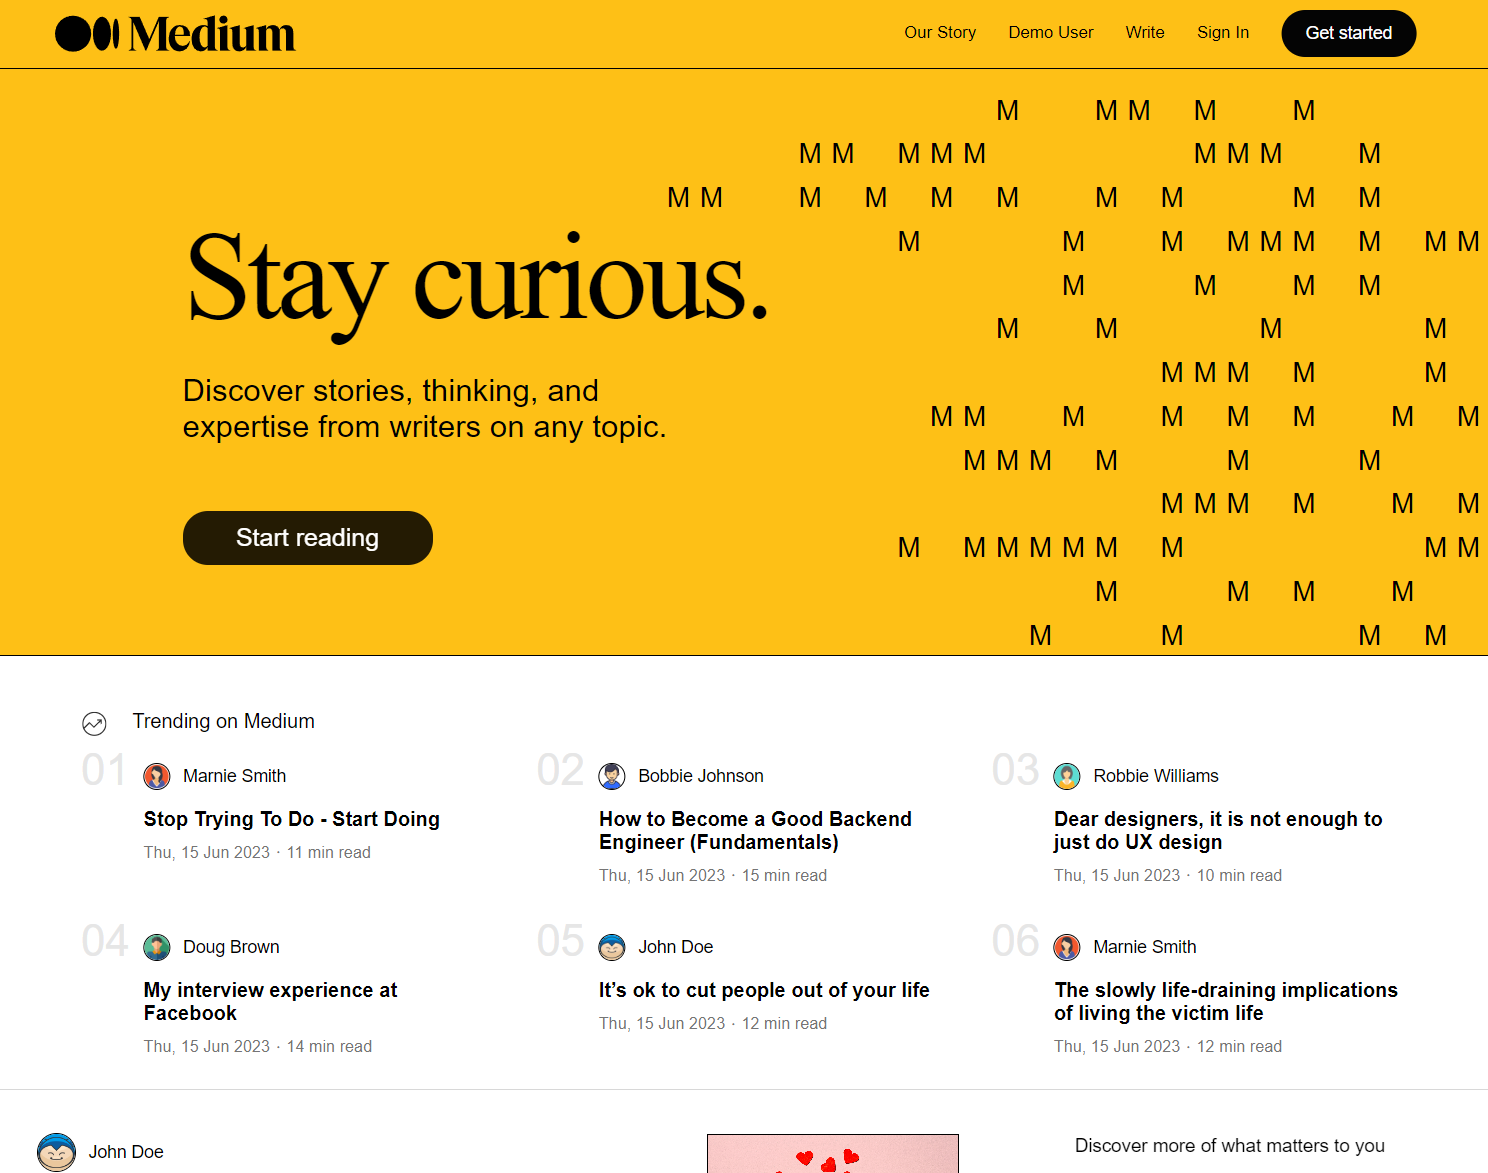 Medium
Our Story Demo User Write Sign In Get started
M M M M M
M M M M M M M M M
M M M M M M M M M M
M M M M M M M M M
M M M M
M M M M
M M M M M
M M M M M M M M
M M M M M M
M M M M M M
M M M M M M M M M
M M M M
M M M M
Stay curious.
Discover stories, thinking, and
expertise from writers on any topic.
Start reading
Trending on Medium
01 Marnie Smith
Stop Trying To Do - Start Doing
Thu, 15 Jun 2023 · 11 min read
02 Bobbie Johnson
How to Become a Good Backend
Engineer (Fundamentals)
Thu, 15 Jun 2023 · 15 min read
03 Robbie Williams
Dear designers, it is not enough to
just do UX design
Thu, 15 Jun 2023 · 10 min read
04 Doug Brown
My interview experience at
Facebook
Thu, 15 Jun 2023 · 14 min read
05 John Doe
It’s ok to cut people out of your life
Thu, 15 Jun 2023 · 12 min read
06 Marnie Smith
The slowly life-draining implications
of living the victim life
Thu, 15 Jun 2023 · 12 min read
John Doe
Discover more of what matters to you